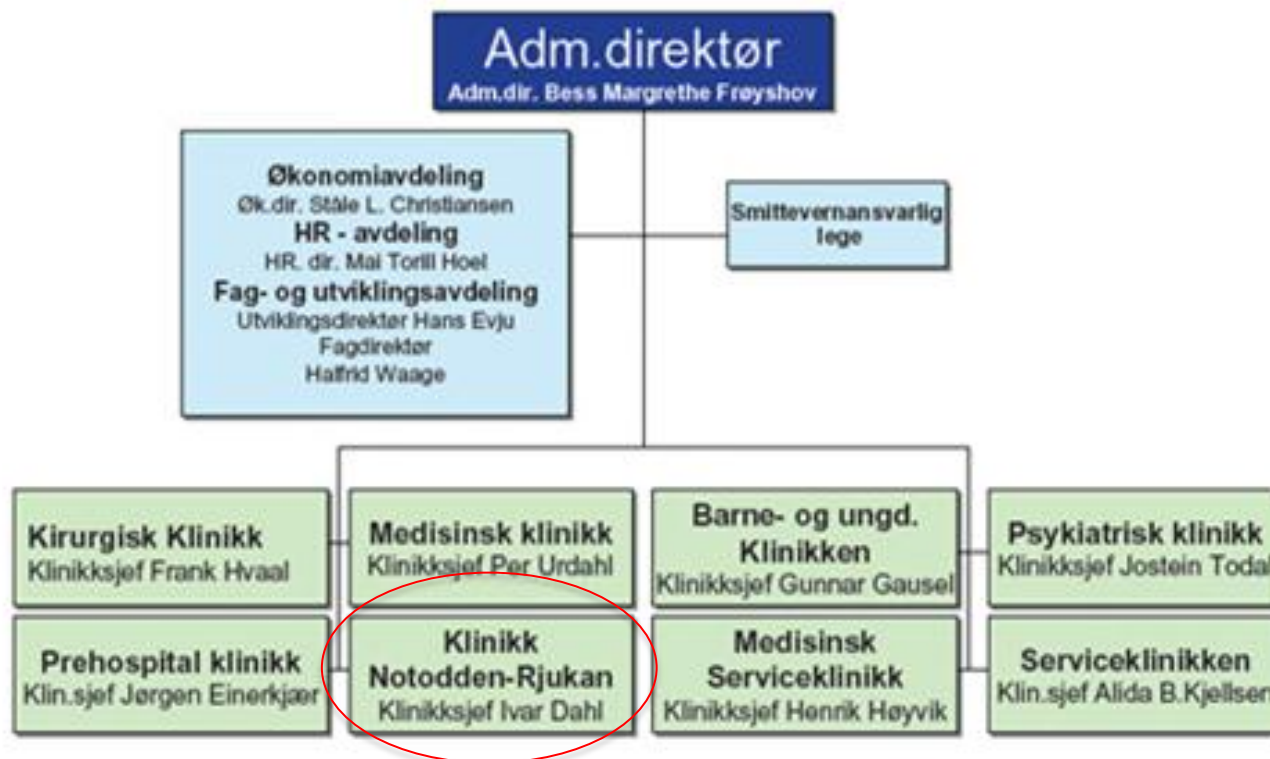 Adm.direktør
Adm.dir. Bess Margrethe Frøyshov
Økonomiavdeling
Øk.dir. Ståle L. Christiansen
HR - avdeling
HR. dir. Mai Torill Hoel
Fag- og utviklingsavdeling
Utviklingsdirektør Hans Evju
Fagdirektør
Halfrid Waage
Smittevernansvarlig
lege
Kirurgisk Klinikk
Klinikksjef Frank Hvaal
Medisinsk klinikk
Klinikksjef Per Urdahl
Barne- og ungd.
Klinikken
Klinikksjef Gunnar Gausel
Psykiatrisk klinikk
Klinikksjef Jostein Todal
Prehospital klinikk
Klin.sjef Jørgen Einerkjær
Klinikk
Notodden-Rjukan
Klinikksjef Ivar Dahl
Medisinsk
Serviceklinikk
Klinikksjef Henrik Høyvik
Serviceklinikken
Klin.sjef Alida B.Kjellsen